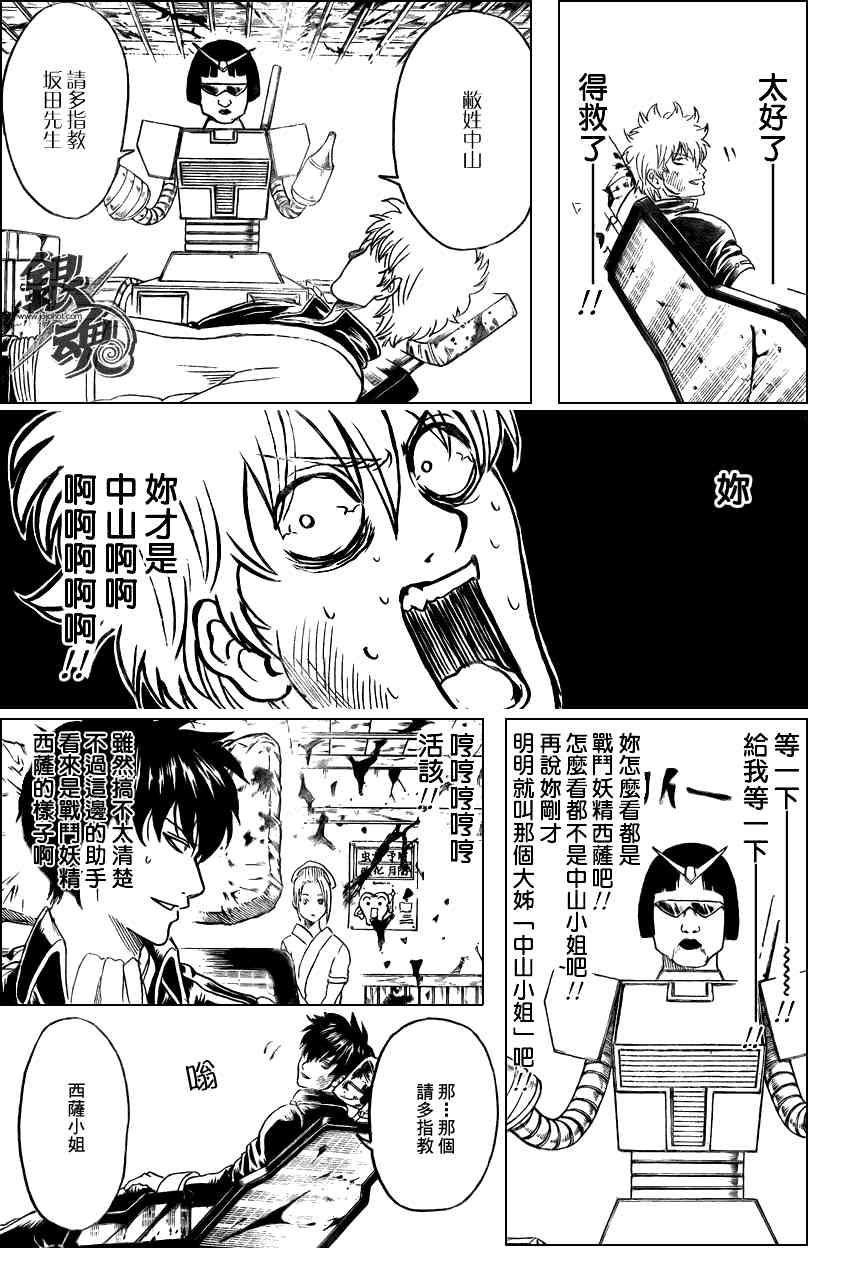 太好了——
得救了——!!
敝姓中山
請多指教
坂田先生
銀魂
www.jojohot.com
妳
妳才是
中山啊啊
啊啊啊啊啊!!
等一下——!!
給我等一下——!!
妳怎麼看都是
戰鬥妖精西薩吧!!
怎麼看都不是中山小姐吧!!
再說妳剛才
明明就叫那個大姊「中山小姐」吧!!
哼哼哼哼哼
活該!!
雖然搞不太清楚
不過這邊的助手
看來是戰鬥妖精
西薩的樣子啊
那…那個
請多指教
嗡
西薩小姐